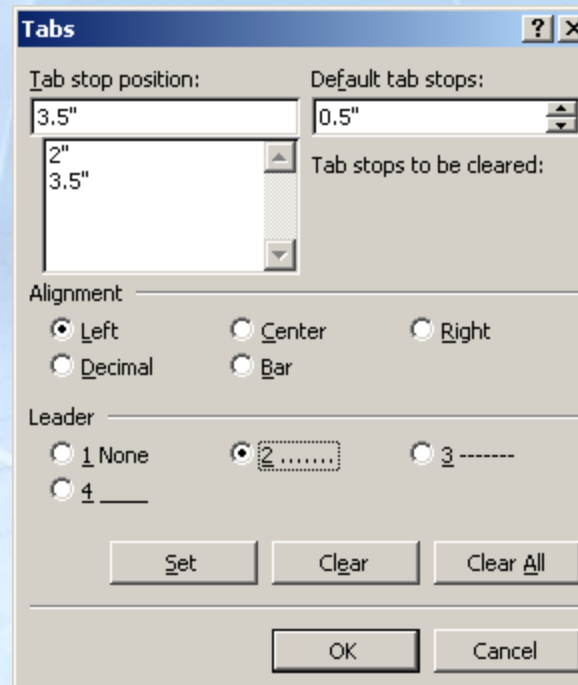 Tabs
Tab stop position: Default tab stops:
3.5" 0.5"
2"
3.5"
Tab stops to be cleared:
Alignment
Left Center Right
Decimal Bar
Leader
1 None 2 ....... 3 -------
4 ____
Set Clear Clear All
OK Cancel